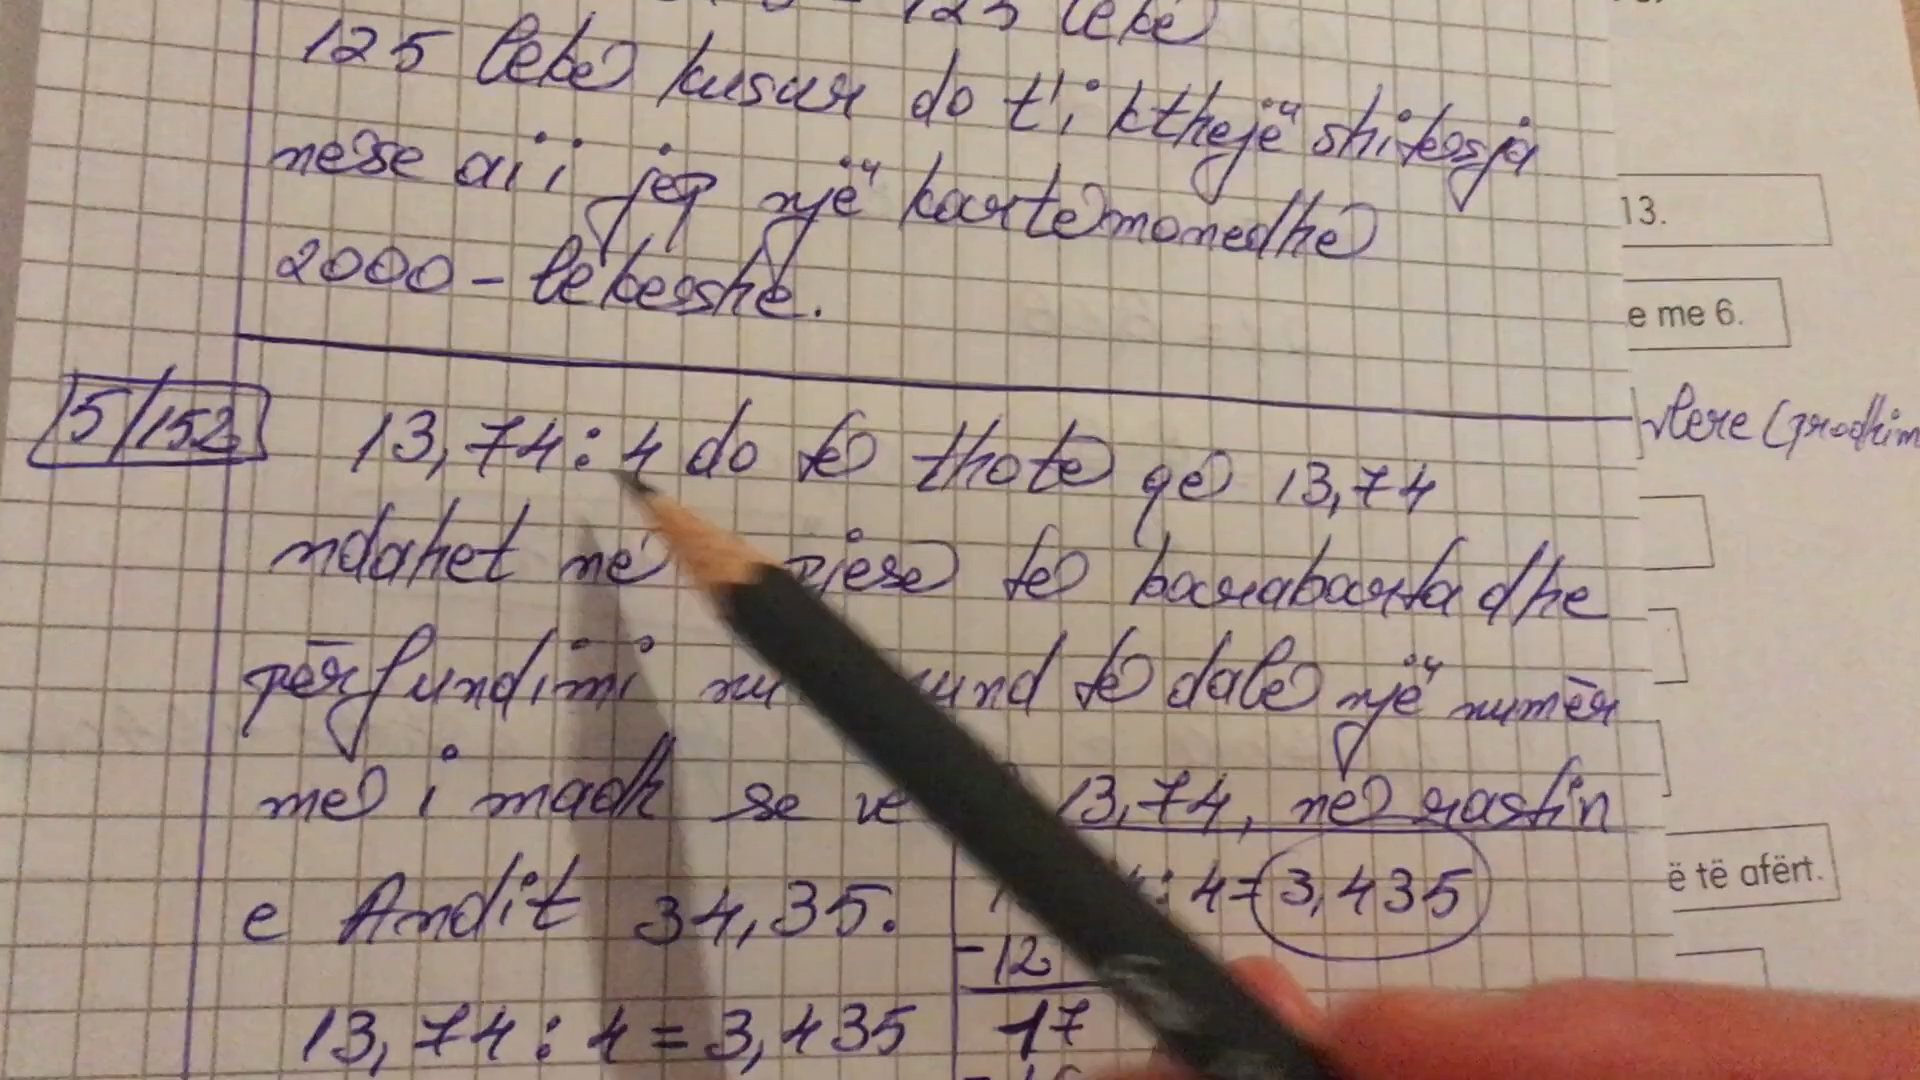 125 lekë
125 lekë kusur do t'i kthejë shitësja
nëse ai i jep një kartëmonedhë
2000-lekëshe.
13.
e me 6.
5/152
13,74:4 do të thotë që 13,74
vlere (prodhim
ndahet në pjesë të barabarta dhe
përfundimi und të dalë një numër
më i madh se ve 13,74, në rastin
e Andit 34,35.
:4=3,435
ë të afërt.
-12
13,74:4=3,435
17